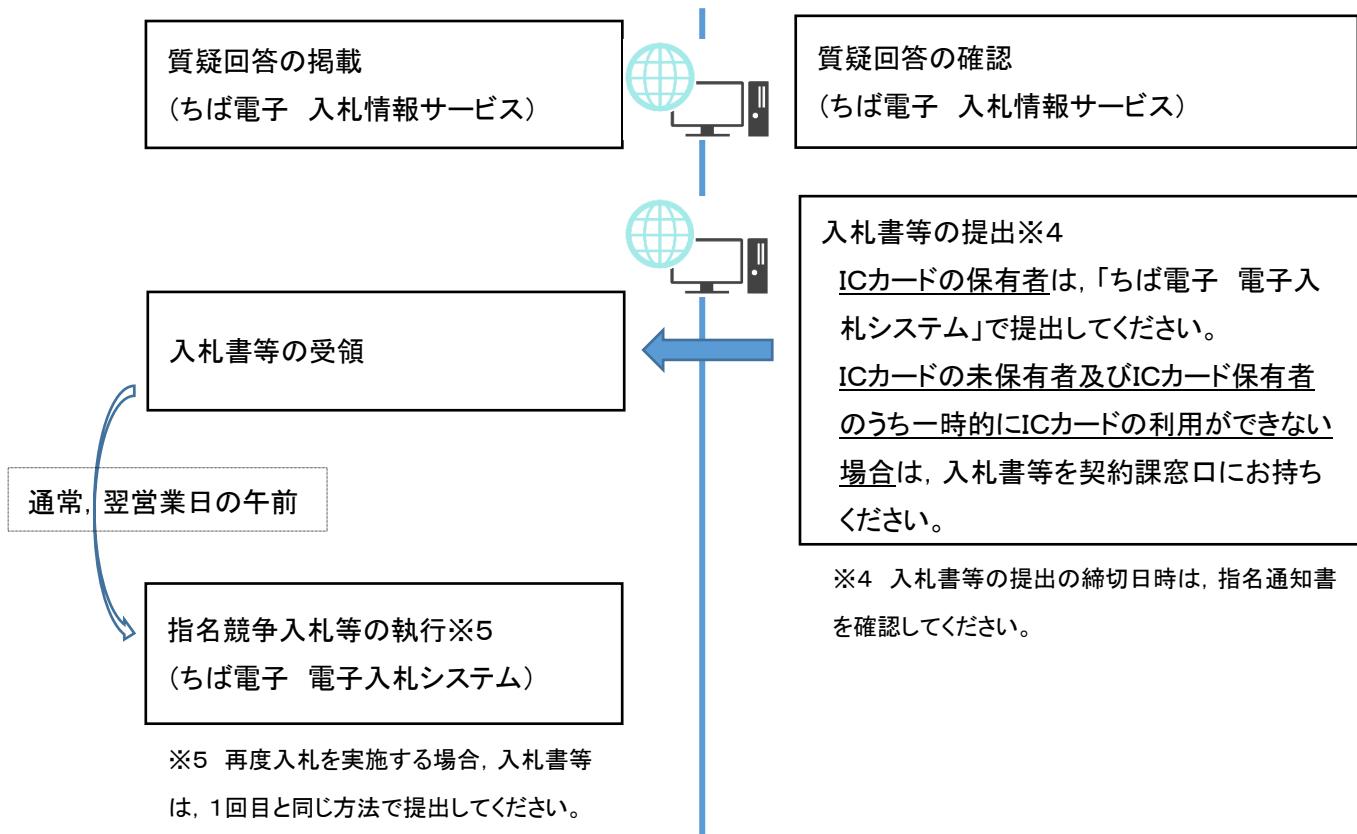 質疑回答の掲載
（ちば電子　入札情報サービス）
質疑回答の確認
（ちば電子　入札情報サービス）
入札書等の提出※４
ICカードの保有者は，「ちば電子　電子入
札システム」で提出してください。
ICカードの未保有者及びICカード保有者
のうち一時的にICカードの利用ができない
場合は，入札書等を契約課窓口にお持ち
ください。
※４　入札書等の提出の締切日時は，指名通知書
を確認してください。
入札書等の受領
通常，翌営業日の午前
指名競争入札等の執行※５
（ちば電子　電子入札システム）
※５　再度入札を実施する場合，入札書等
は，１回目と同じ方法で提出してください。